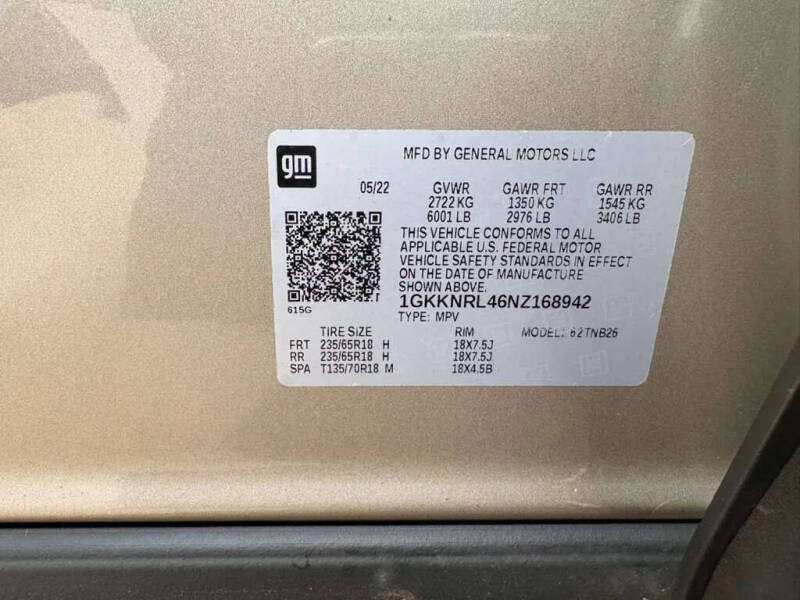 gm
MFD BY GENERAL MOTORS LLC
05/22 GVWR GAWR FRT GAWR RR
2722 KG 1350 KG 1545 KG
6001 LB 2976 LB 3406 LB
THIS VEHICLE CONFORMS TO ALL
APPLICABLE U.S. FEDERAL MOTOR
VEHICLE SAFETY STANDARDS IN EFFECT
ON THE DATE OF MANUFACTURE
SHOWN ABOVE.
615G
1GKKNRL46NZ168942
TYPE: MPV
TIRE SIZE RIM MODEL: 62TNB26
FRT 235/65R18 H 18X7.5J
RR 235/65R18 H 18X7.5J
SPA T135/70R18 M 18X4.5B